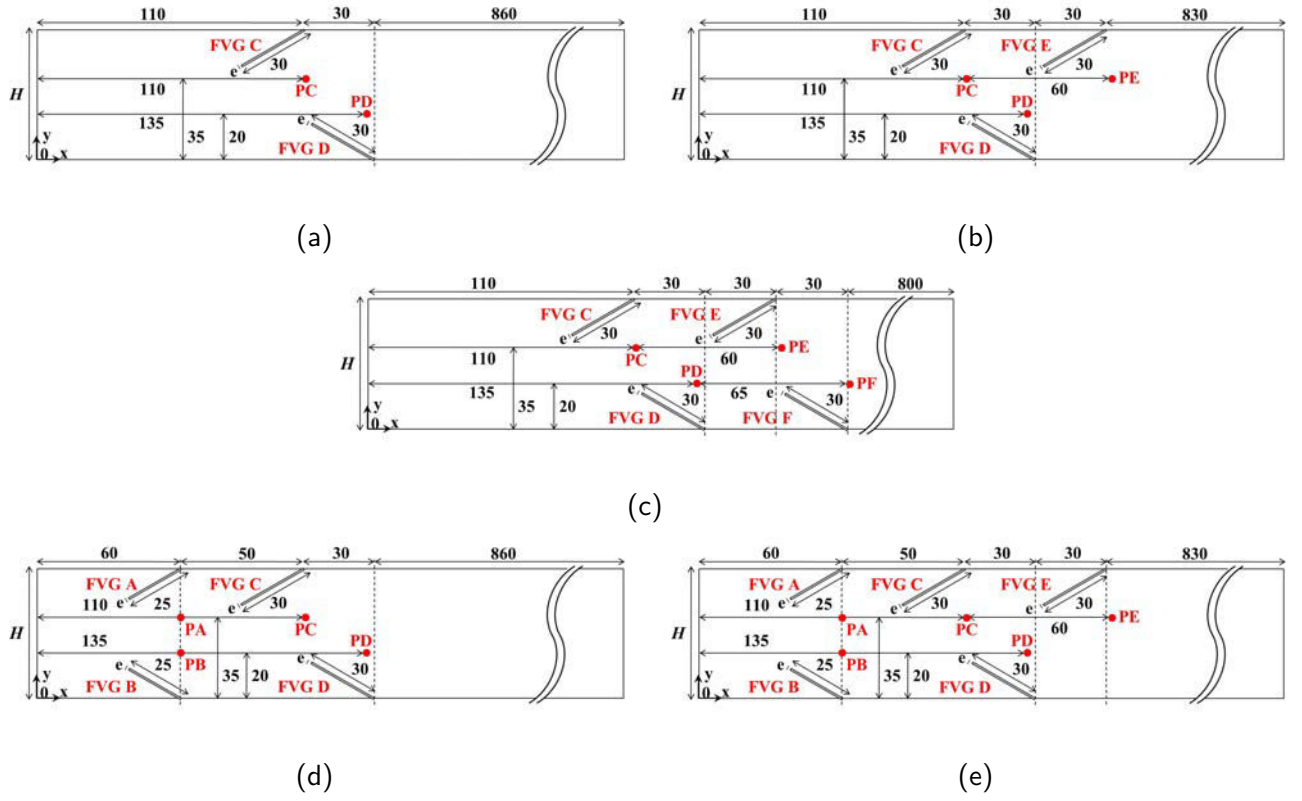 110 30 860
FVG C
e 30
H 110 PC
PD
135 35 20 e 30
y
0 x FVG D
(a)
110 30 30 830
FVG C FVG E
e 30 e 30
H 110 PC 60 PE
PD
135 35 20 e 30
y
0 x FVG D
(b)
110 30 30 30 800
FVG C FVG E
e 30 e 30
H 110 PC 60 PE
PD PF
135 35 20 e 30 65 e 30
y
0 x FVG D FVG F
(c)
60 50 30 860
FVG A FVG C
110 e 25 e 30
H PA PC
135 PD
e 25 PB 35 20 e 30
y
0 x FVG B FVG D
(d)
60 50 30 30 830
FVG A FVG C FVG E
110 e 25 e 30 e 30
H PA PC 60 PE
135 PD
e 25 PB 35 20 e 30
y
0 x FVG B FVG D
(e)